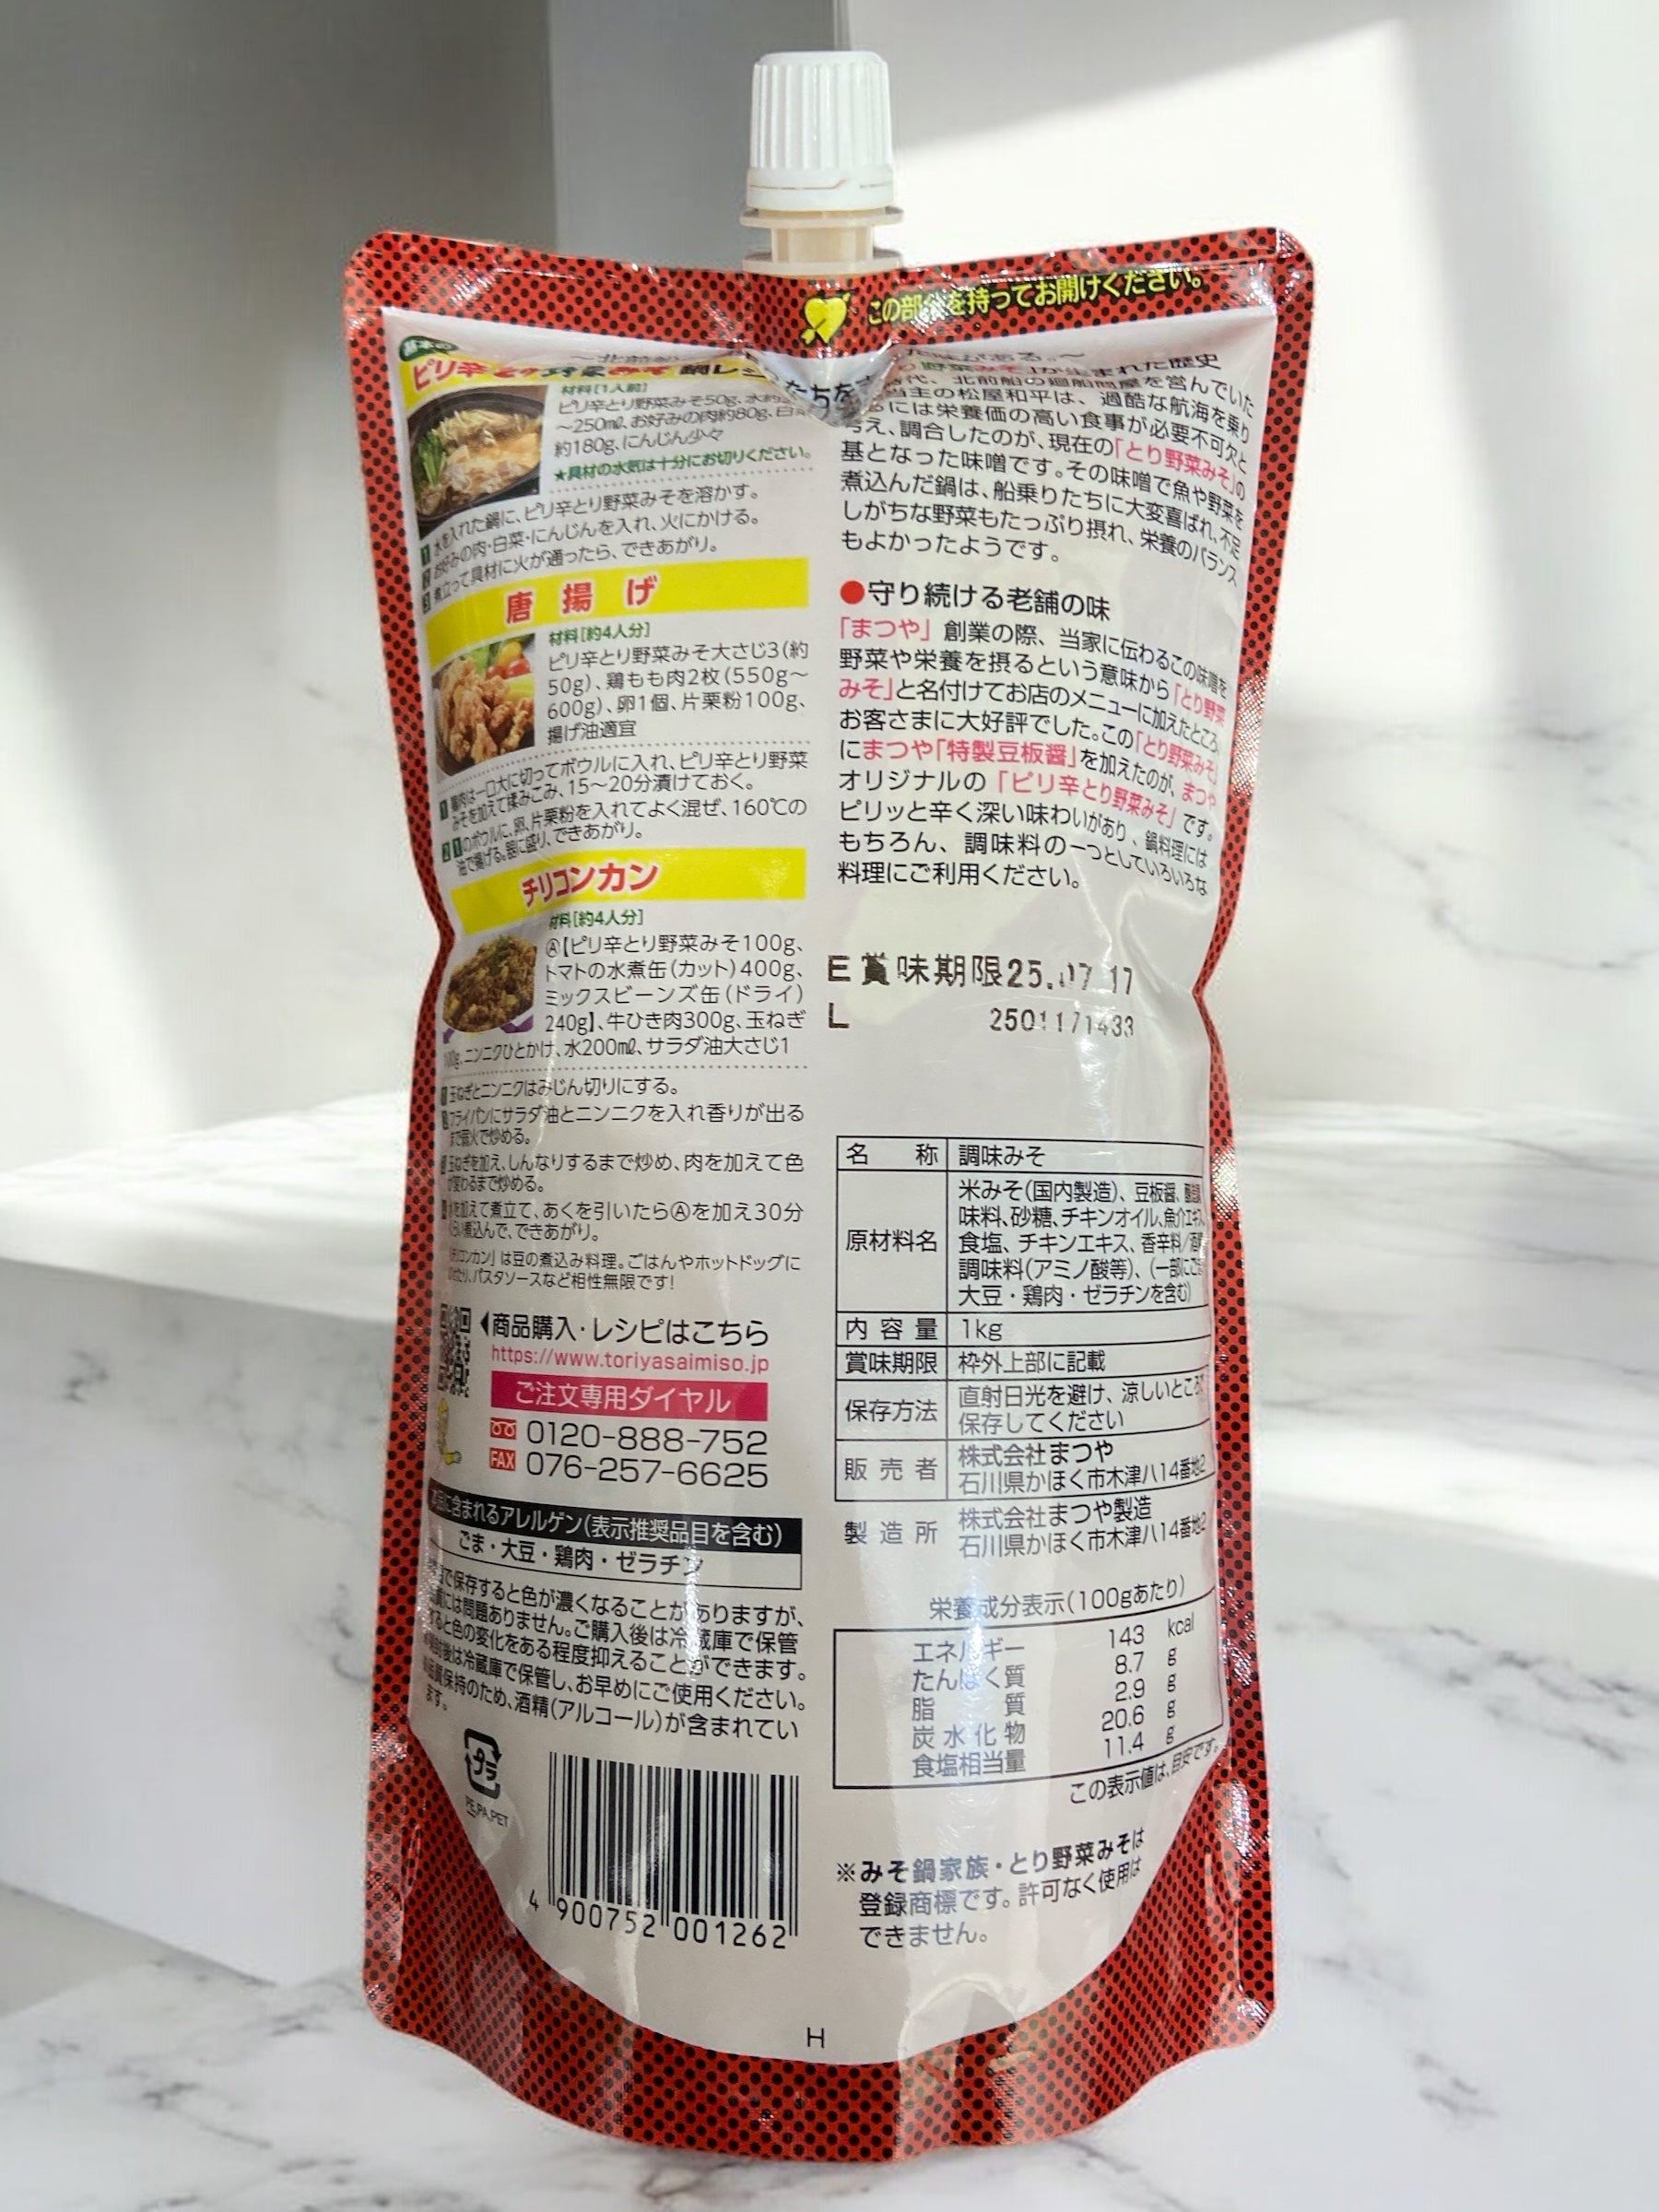 この部分を持ってお開けください。
基本の
ピリ辛とり野菜みそ 鍋レシ
材料[1人前]
ピリ辛とり野菜みそ50g、水
〜250㎖、お好みの肉約80g、白菜
約180g、にんじん少々
★具材の水気は十分にお切りください。
1 水を入れた鍋に、ピリ辛とり野菜みそを溶かす。
2 お好みの肉・白菜・にんじんを入れ、火にかける。
3 煮立って具材に火が通ったら、できあがり。
唐揚げ
材料[約4人分]
ピリ辛とり野菜みそ大さじ3(約
50g)、鶏もも肉2枚(550g〜
600g)、卵1個、片栗粉100g、
揚げ油適宜
1 鶏肉は一口大に切ってボウルに入れ、ピリ辛とり野菜
みそを加えて揉みこみ、15〜20分漬けておく。
2 1のボウルに、卵、片栗粉を入れてよく混ぜ、160℃の
油で揚げる。器に盛り、できあがり。
チリコンカン
材料[約4人分]
Ⓐ【ピリ辛とり野菜みそ100g、
トマトの水煮缶(カット)400g、
ミックスビーンズ缶(ドライ)
240g】、牛ひき肉300g、玉ねぎ
ニンニクひとかけ、水200㎖、サラダ油大さじ1
玉ねぎとニンニクはみじん切りにする。
フライパンにサラダ油とニンニクを入れ香りが出る
まで弱火で炒める。
玉ねぎを加え、しんなりするまで炒め、肉を加えて色
が変わるまで炒める。
水を加えて煮立て、あくを引いたらⒶを加え30分
くらい煮込んで、できあがり。
「チリコンカン」は豆の煮込み料理。ごはんやホットドッグに
パスタソースなど相性無限です!
◀商品購入・レシピはこちら
https://www.toriyasaimiso.jp
ご注文専用ダイヤル
0120-888-752
FAX 076-257-6625
に含まれるアレルゲン(表示推奨品目を含む)
ごま・大豆・鶏肉・ゼラチン
で保存すると色が濃くなることがありますが、
には問題ありません。ご購入後は冷蔵庫で保管
すると色の変化をある程度抑えることができます。
後は冷蔵庫で保管し、お早めにご使用ください。
品質保持のため、酒精(アルコール)が含まれてい
ます。
プラ
PE,PA,PET
4 900752 001262
が生まれた歴史
時代、北前船の廻船問屋を営んでいた
当主の松屋和平は、過酷な航海を乗り
るには栄養価の高い食事が必要不可欠と
考え、調合したのが、現在の「とり野菜みそ」の
基となった味噌です。その味噌で魚や野菜を
煮込んだ鍋は、船乗りたちに大変喜ばれ、不足
しがちな野菜もたっぷり摂れ、栄養のバランス
もよかったようです。
●守り続ける老舗の味
「まつや」創業の際、当家に伝わるこの味噌を
野菜や栄養を摂るという意味から「とり野菜
みそ」と名付けてお店のメニューに加えたところ、
お客さまに大好評でした。この「とり野菜みそ」
にまつや「特製豆板醤」を加えたのが、まつや
オリジナルの「ピリ辛とり野菜みそ」です。
ピリッと辛く深い味わいがあり、鍋料理には
もちろん、調味料の一つとしていろいろな
料理にご利用ください。
E 賞味期限25.07.17
L 250117/1433
名称 調味みそ
原材料名 米みそ(国内製造)、豆板醤、
味料、砂糖、チキンオイル、魚介エキス、
食塩、チキンエキス、香辛料/
調味料(アミノ酸等)、(一部にごま・
大豆・鶏肉・ゼラチンを含む)
内容量 1kg
賞味期限 枠外上部に記載
保存方法 直射日光を避け、涼しいところで
保存してください
販売者 株式会社まつや
石川県かほく市木津ハ14番地2
製造所 株式会社まつや製造
石川県かほく市木津ハ14番地2
栄養成分表示(100gあたり)
エネルギー 143 kcal
たんぱく質 8.7 g
脂質 2.9 g
炭水化物 20.6 g
食塩相当量 11.4 g
この表示値は、目安です。
※みそ鍋家族・とり野菜みそは
登録商標です。許可なく使用は
できません。
H